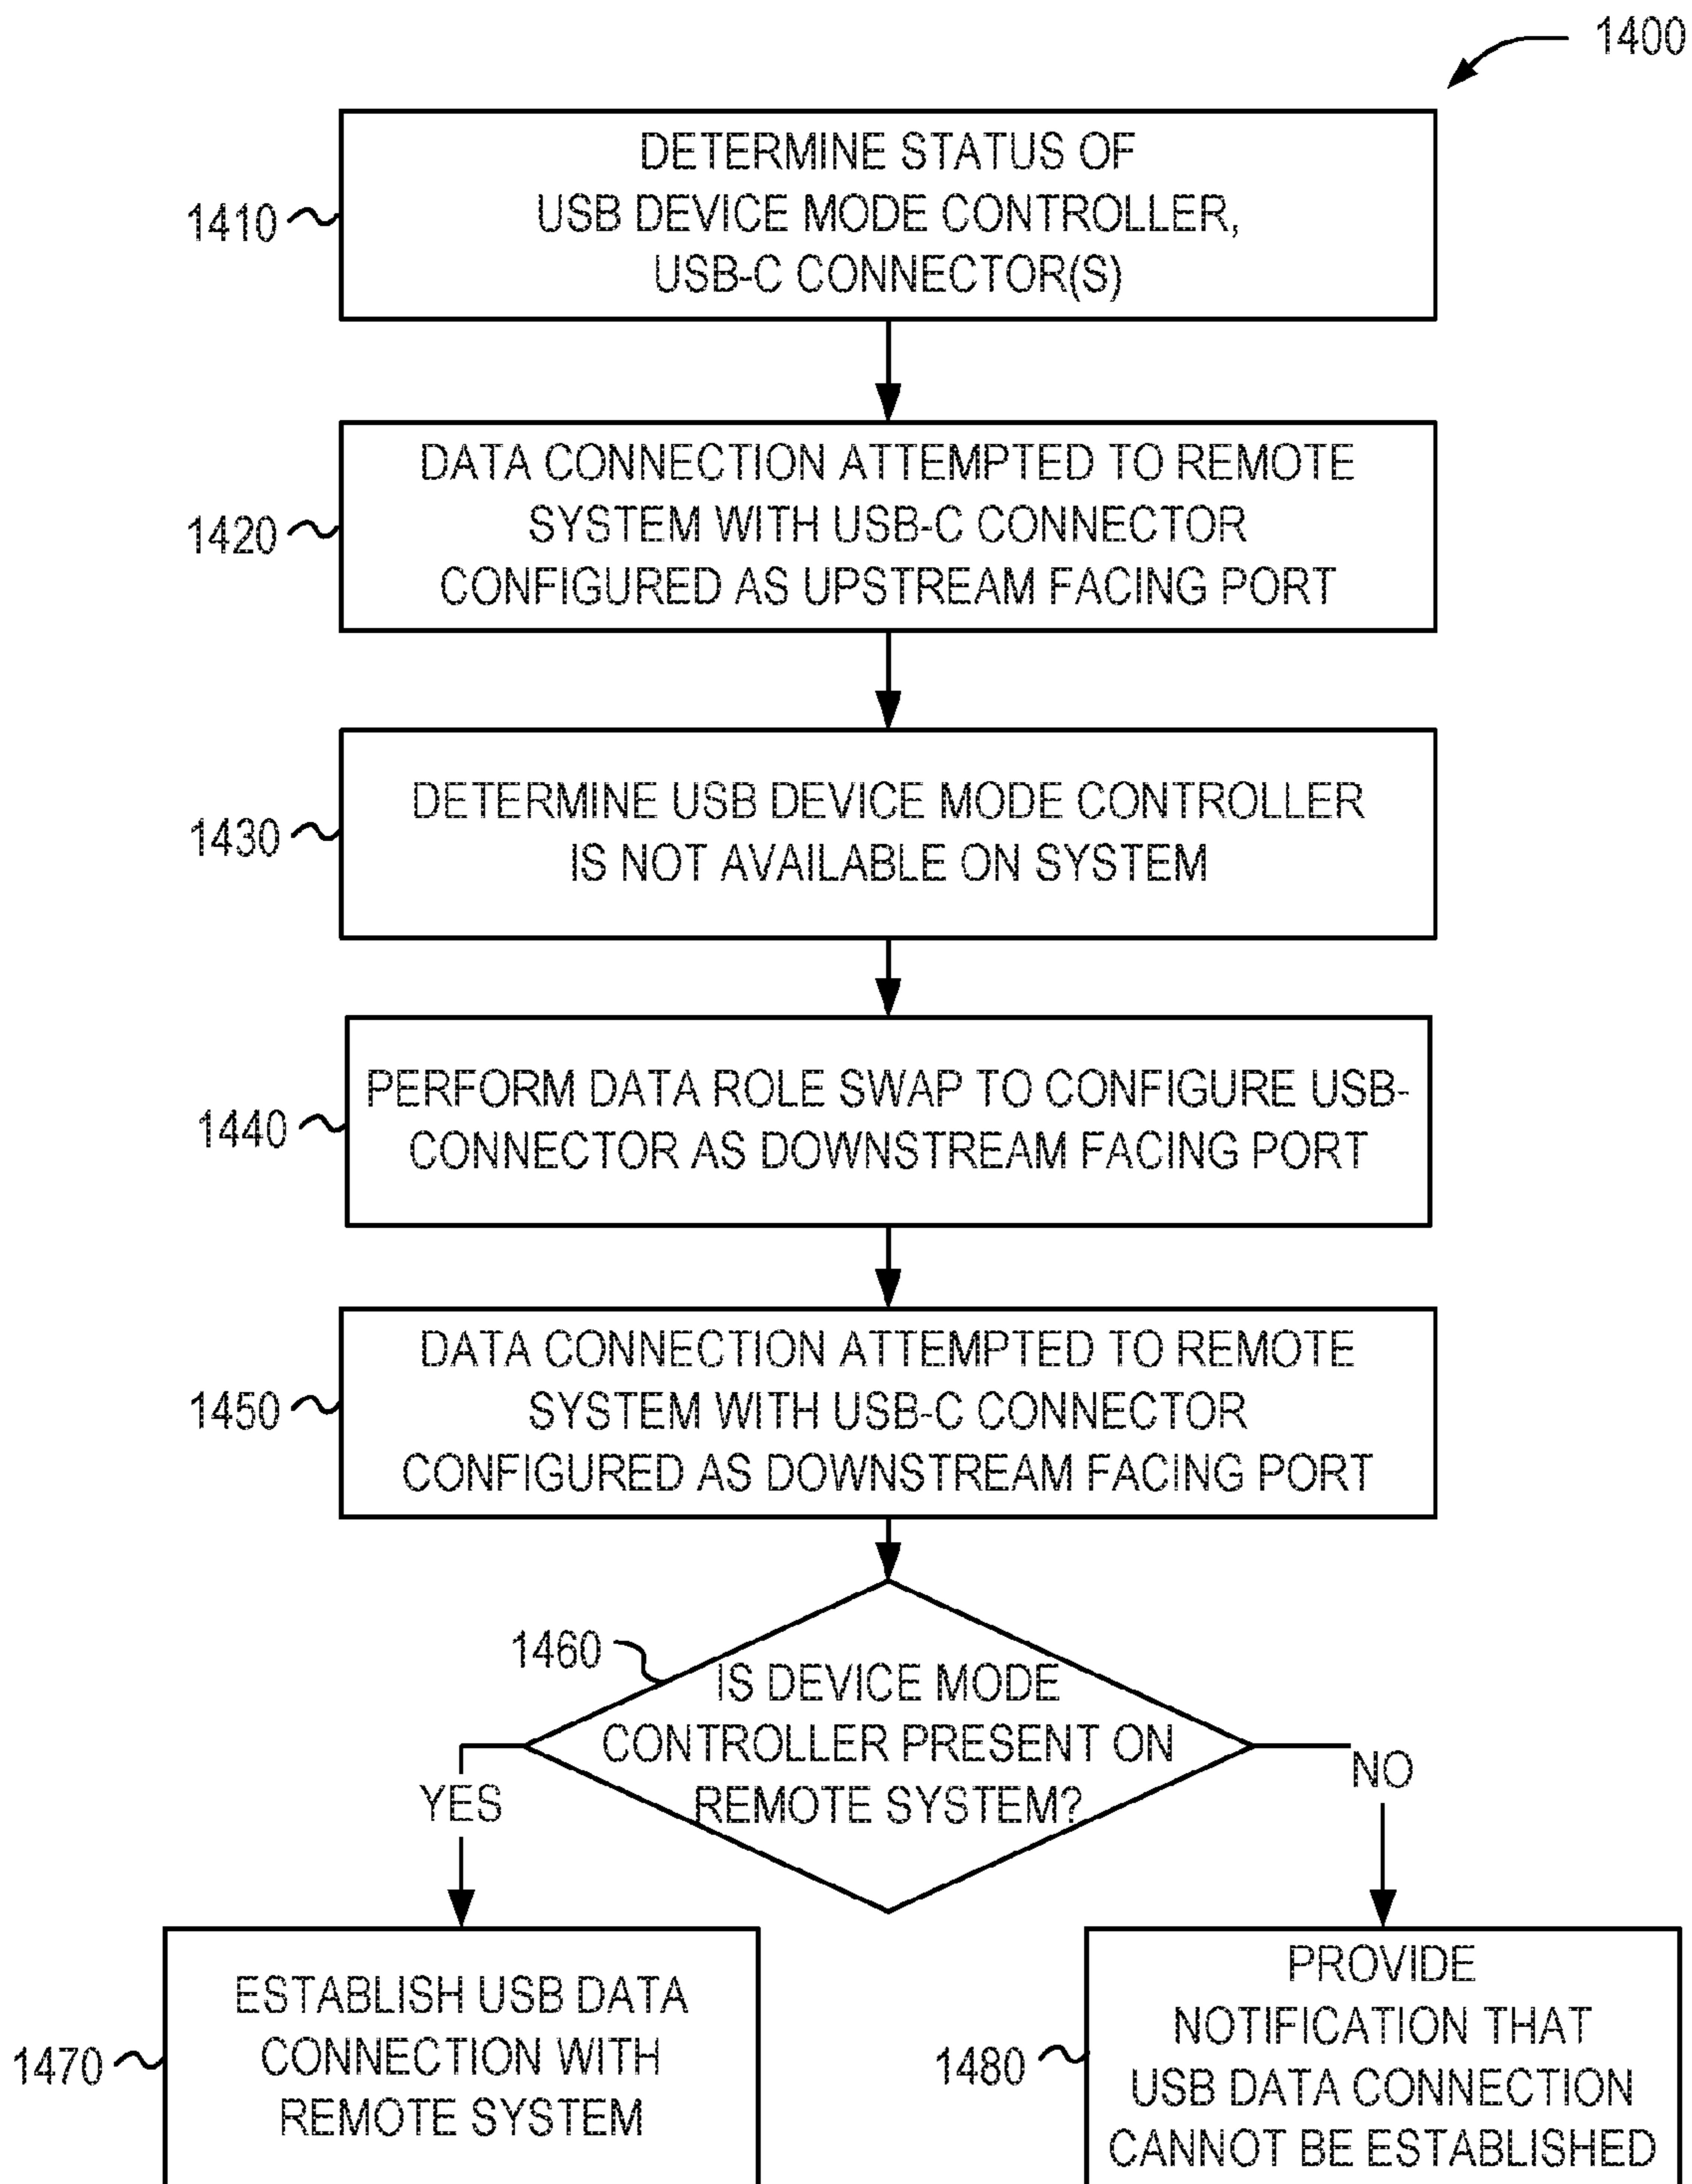 1400
1410
DETERMINE STATUS OF
USB DEVICE MODE CONTROLLER,
USB-C CONNECTOR(S)
1420
DATA CONNECTION ATTEMPTED TO REMOTE
SYSTEM WITH USB-C CONNECTOR
CONFIGURED AS UPSTREAM FACING PORT
1430
DETERMINE USB DEVICE MODE CONTROLLER
IS NOT AVAILABLE ON SYSTEM
1440
PERFORM DATA ROLE SWAP TO CONFIGURE USB-
CONNECTOR AS DOWNSTREAM FACING PORT
1450
DATA CONNECTION ATTEMPTED TO REMOTE
SYSTEM WITH USB-C CONNECTOR
CONFIGURED AS DOWNSTREAM FACING PORT
1460
IS DEVICE MODE
CONTROLLER PRESENT ON
REMOTE SYSTEM?
YES
NO
1470
ESTABLISH USB DATA
CONNECTION WITH
REMOTE SYSTEM
1480
PROVIDE
NOTIFICATION THAT
USB DATA CONNECTION
CANNOT BE ESTABLISHED